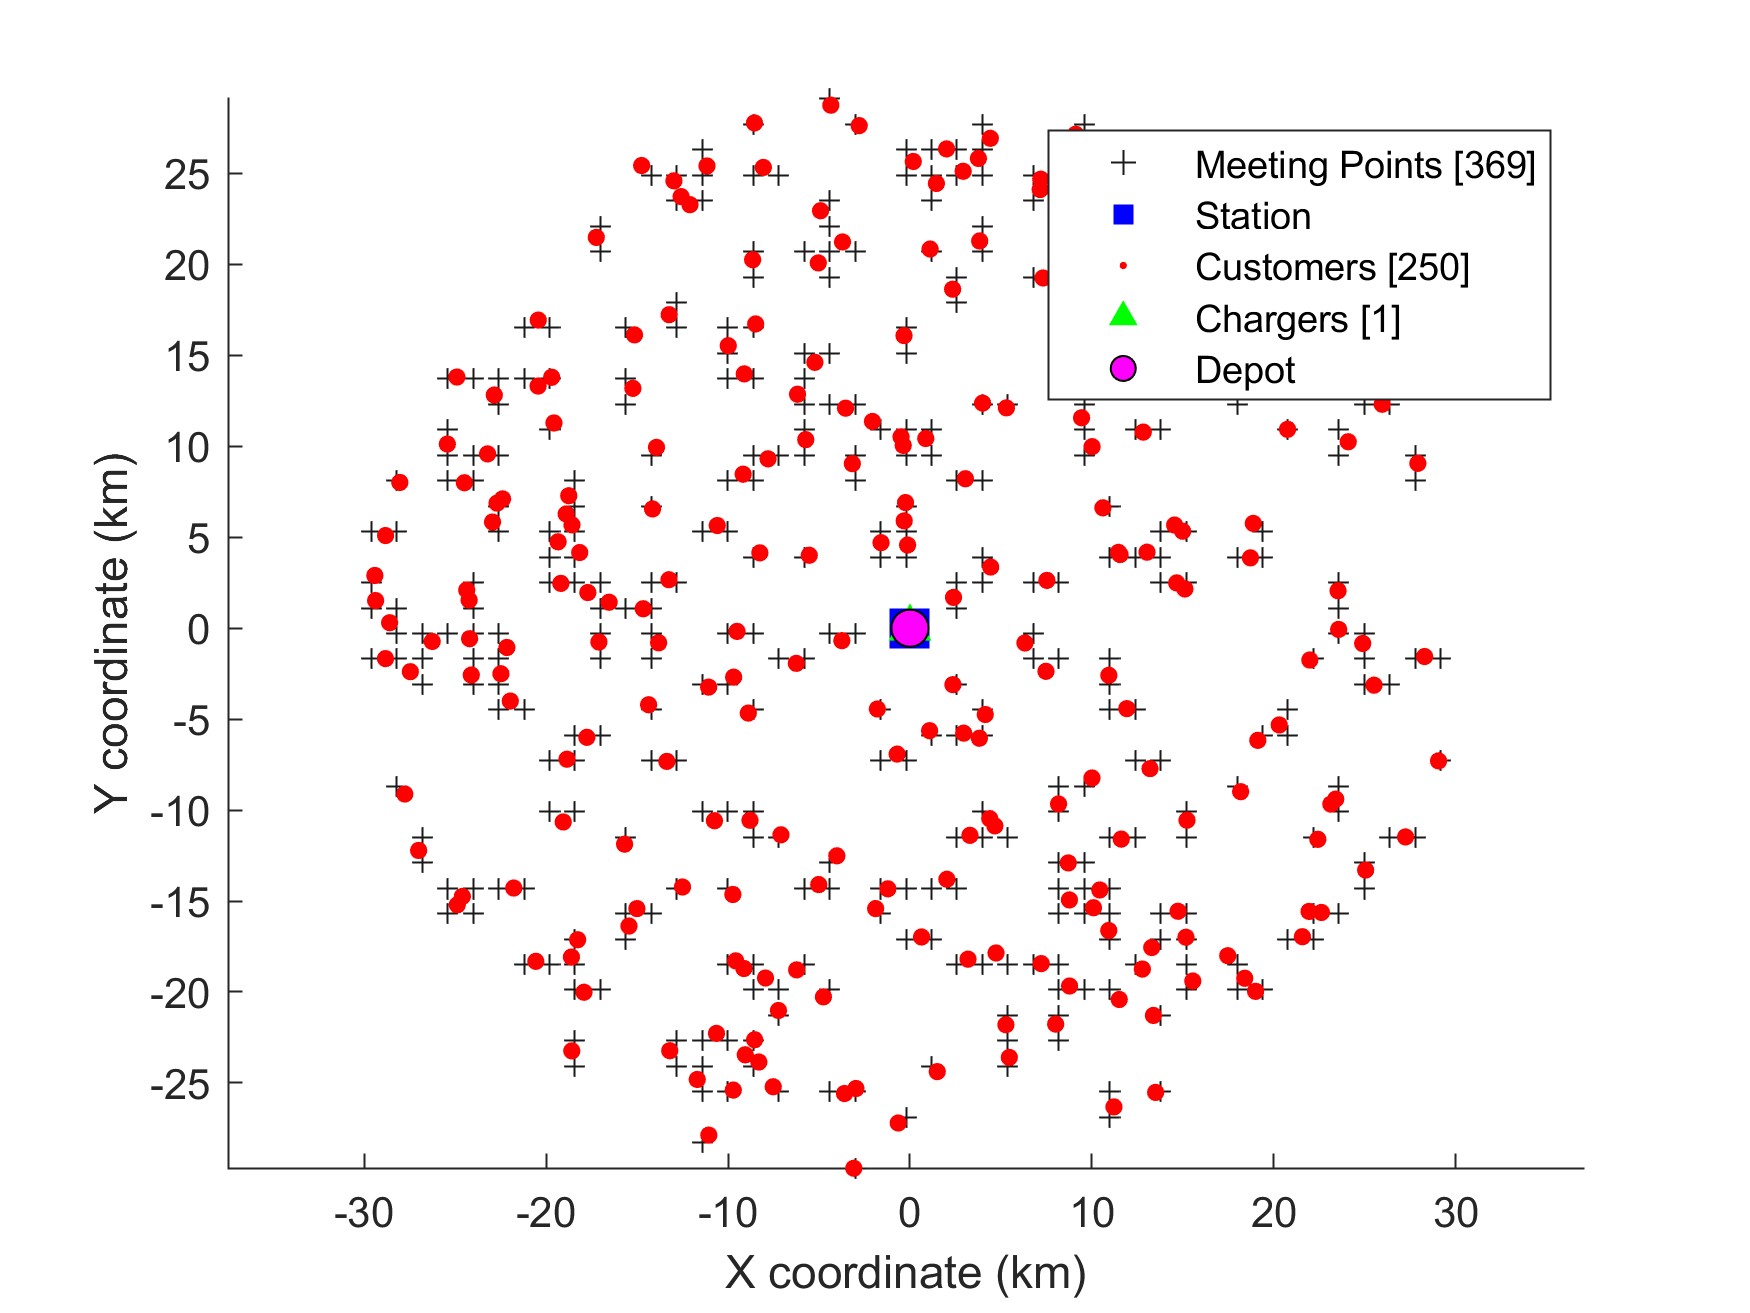 Meeting Points [369]
Station
Customers [250]
Chargers [1]
Depot
25
20
15
10
5
0
-5
-10
-15
-20
-25
Y coordinate (km)
-30 -20 -10 0 10 20 30
X coordinate (km)